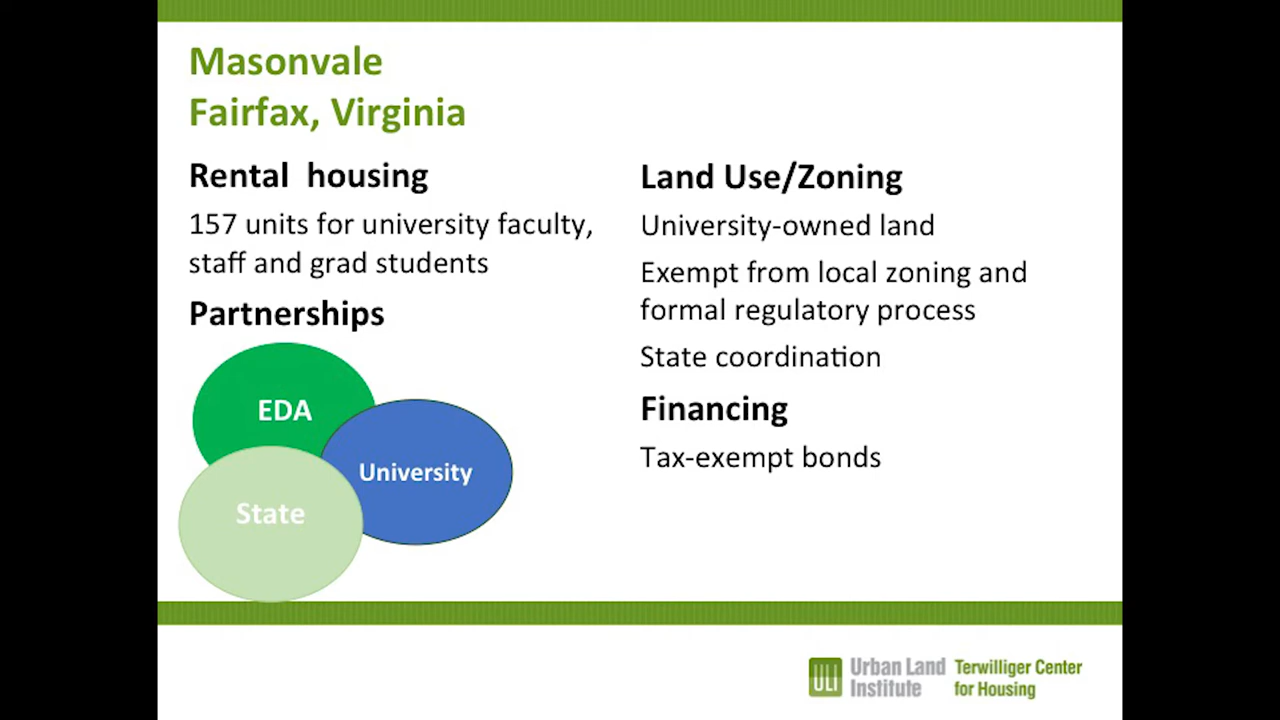 Masonvale
Fairfax, Virginia
Rental housing
157 units for university faculty,
staff and grad students
Partnerships
EDA
University
State
Land Use/Zoning
University-owned land
Exempt from local zoning and
formal regulatory process
State coordination
Financing
Tax-exempt bonds
ULI
Urban Land
Institute
Terwilliger Center
for Housing